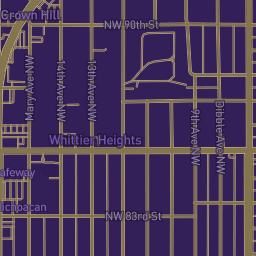 Crown Hill
NW 90th St
Mary Ave NW
14th Ave NW
13th Ave NW
9th Ave NW
Dibble Ave NW
Whittier Heights
afeway
ichoacan
NW 83rd St